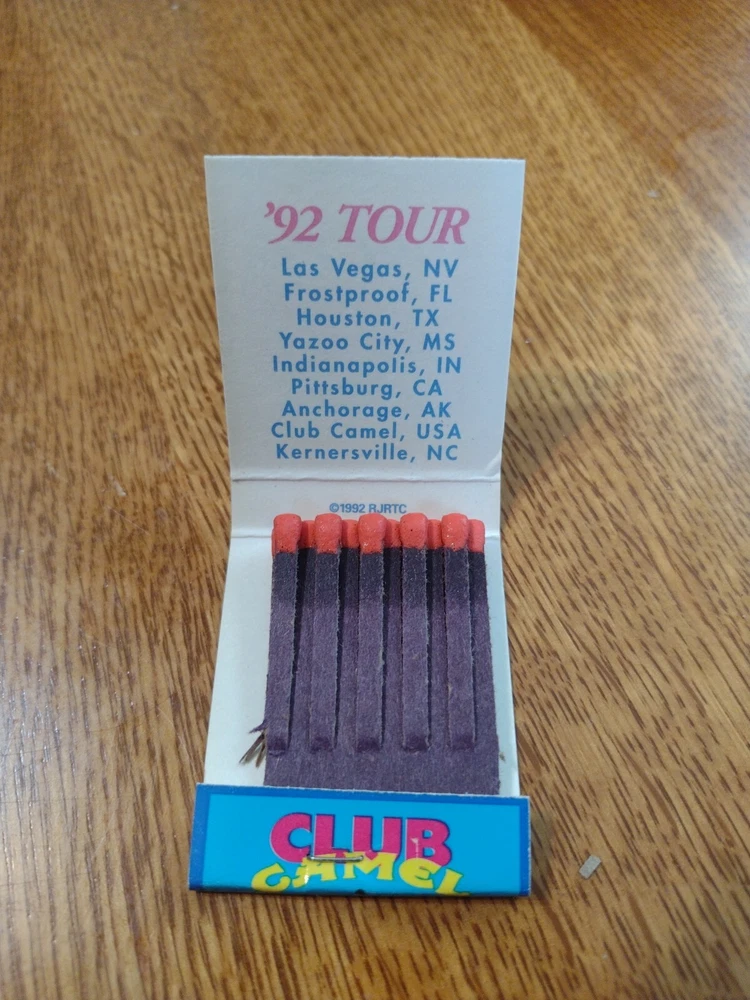 '92 TOUR
Las Vegas, NV
Frostproof, FL
Houston, TX
Yazoo City, MS
Indianapolis, IN
Pittsburg, CA
Anchorage, AK
Club Camel, USA
Kernersville, NC
©1992 RJRTC
CLUB
CAMEL